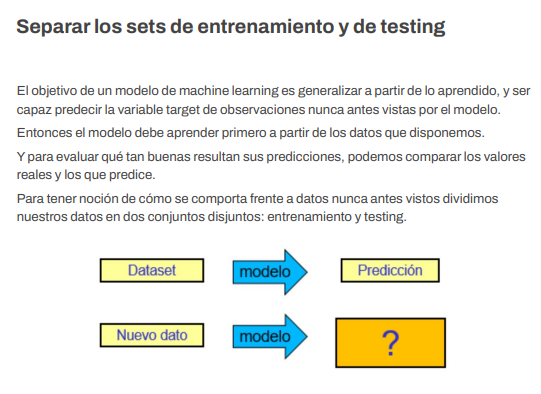 Separar los sets de entrenamiento y de testing
El objetivo de un modelo de machine learning es generalizar a partir de lo aprendido, y ser
capaz predecir la variable target de observaciones nunca antes vistas por el modelo.
Entonces el modelo debe aprender primero a partir de los datos que disponemos.
Y para evaluar qué tan buenas resultan sus predicciones, podemos comparar los valores
reales y los que predice.
Para tener noción de cómo se comporta frente a datos nunca antes vistos dividimos
nuestros datos en dos conjuntos disjuntos: entrenamiento y testing.
Dataset modelo Predicción
Nuevo dato modelo ?